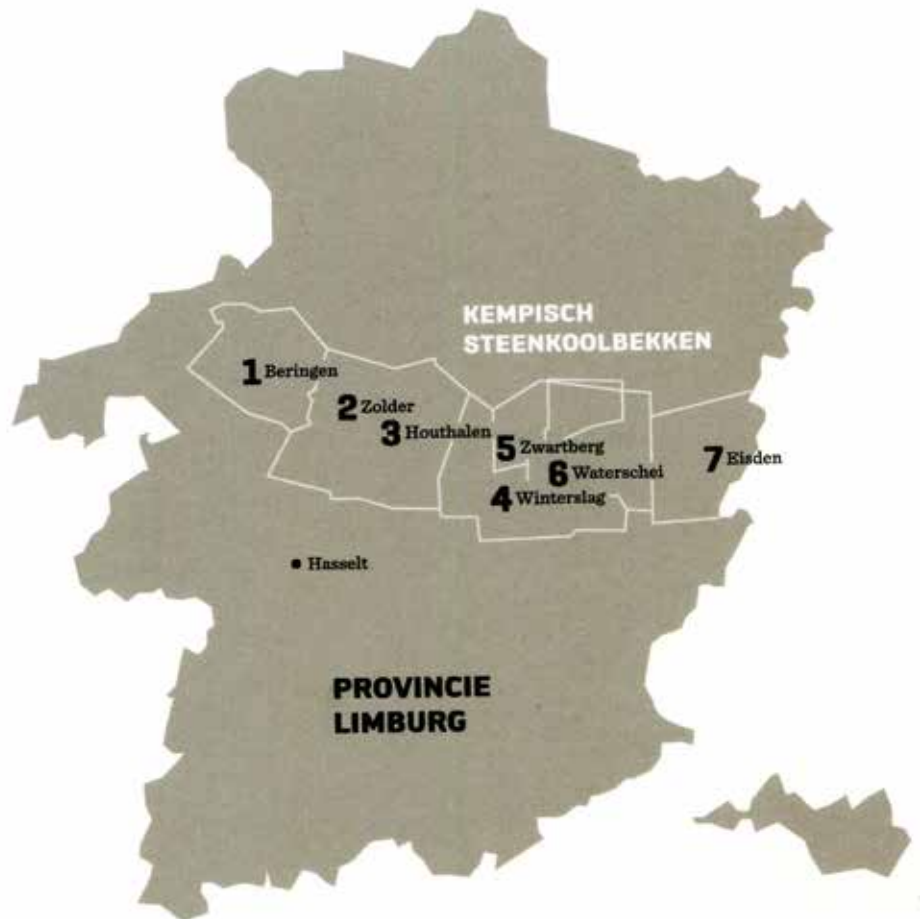 KEMPISCH
STEENKOOLBEKKEN
1 Beringen
2 Zolder
3 Houthalen
5 Zwartberg
6 Waterschei
7 Eisden
4 Winterslag
Hasselt
PROVINCIE
LIMBURG